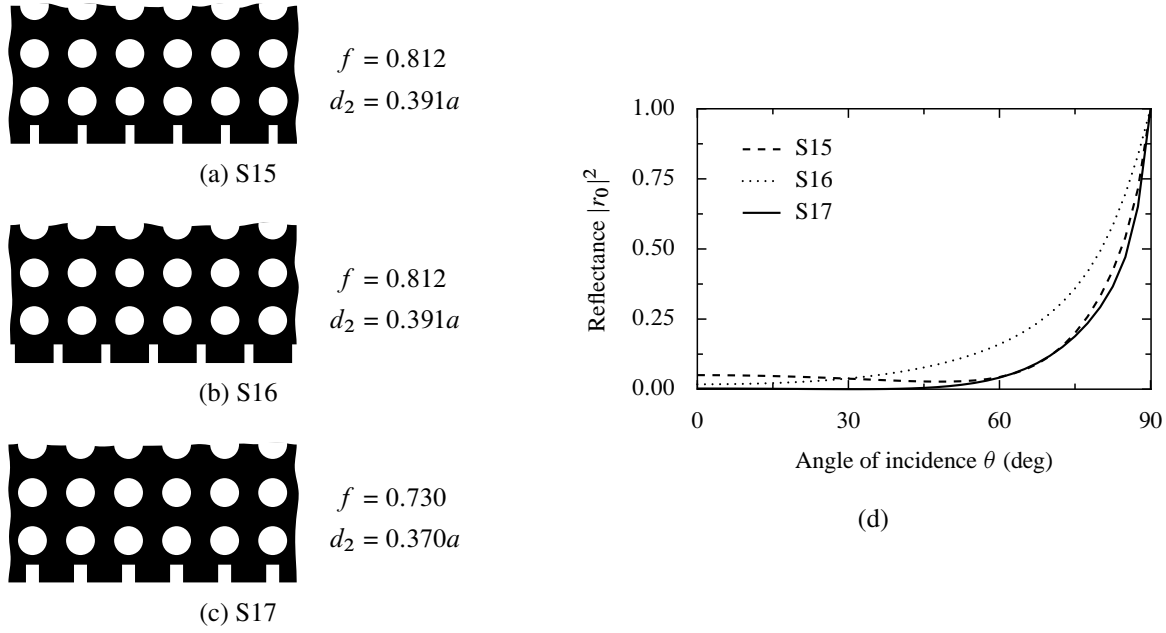 f = 0.812
d₂ = 0.391a
(a) S15
f = 0.812
d₂ = 0.391a
(b) S16
f = 0.730
d₂ = 0.370a
(c) S17
1.00
0.75
0.50
0.25
0.00
Reflectance |r₀|²
S15
S16
S17
0 30 60 90
Angle of incidence θ (deg)
(d)